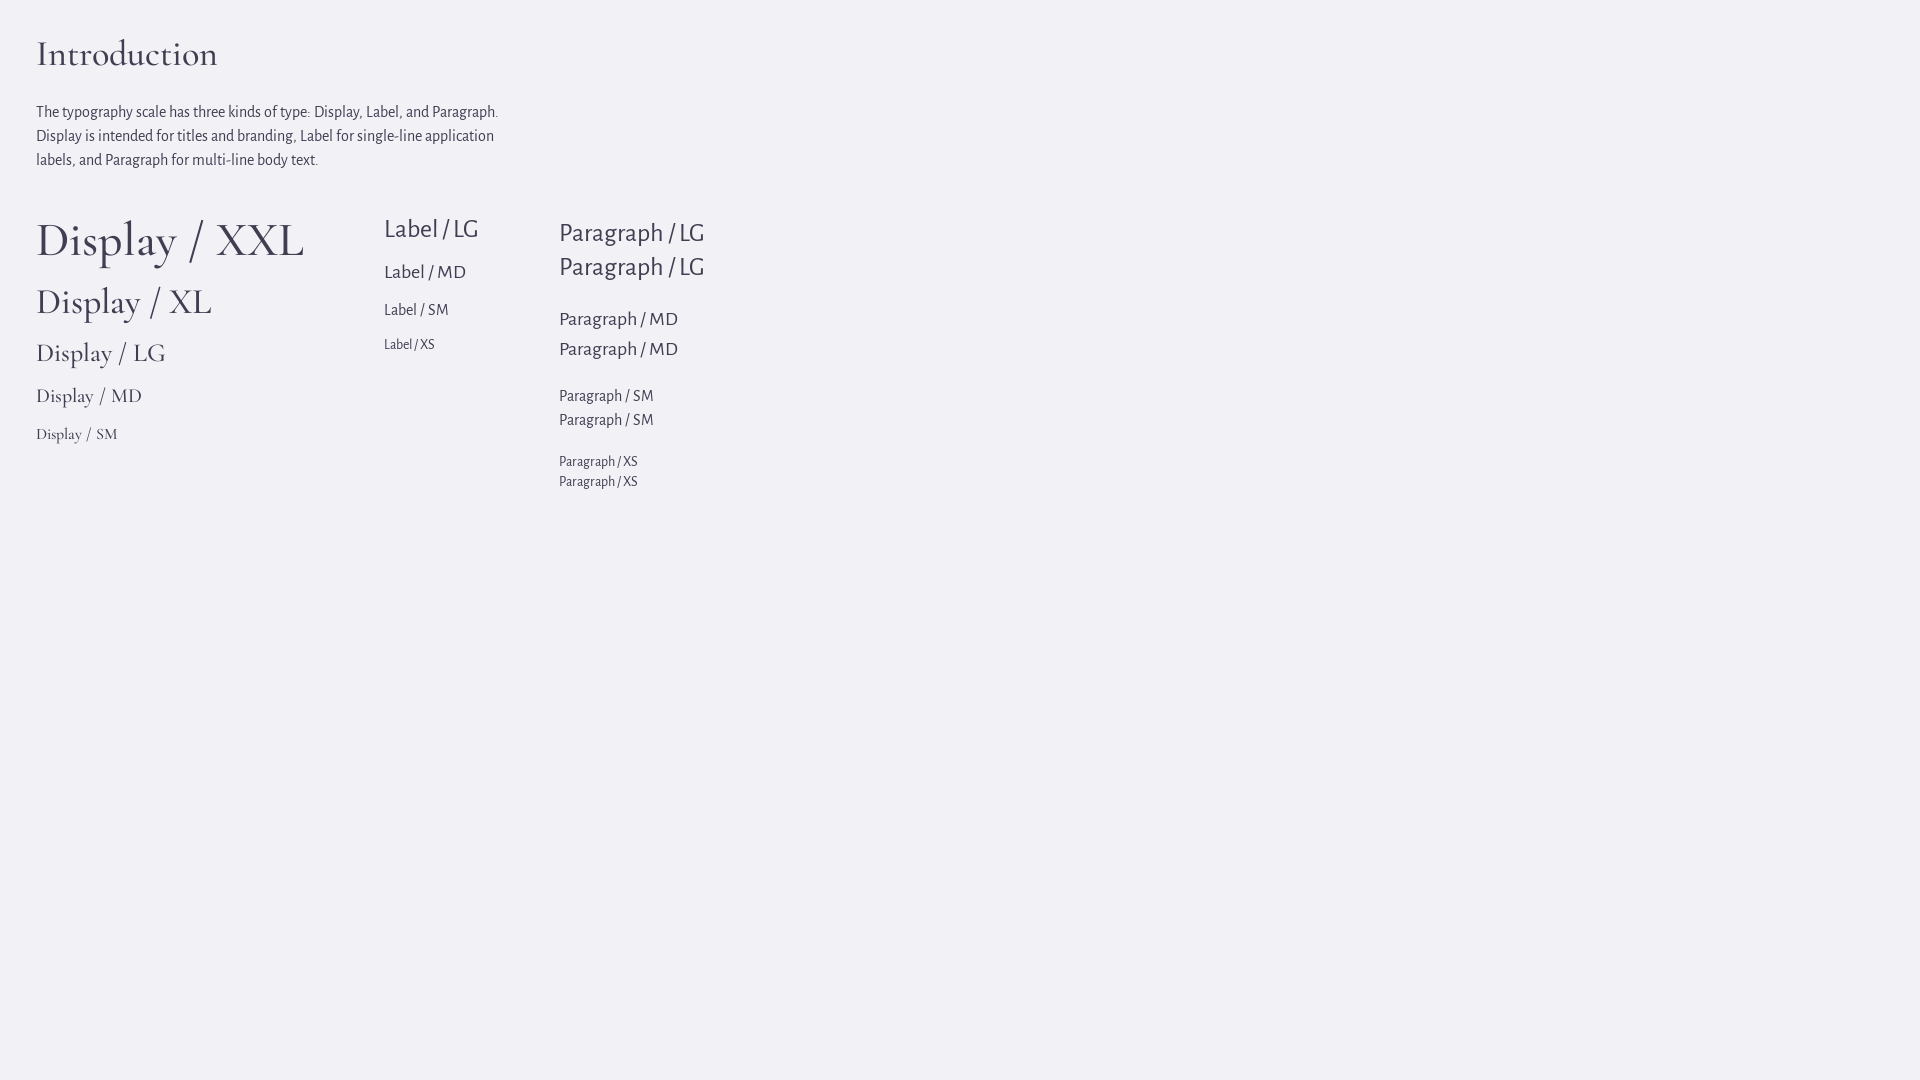 Introduction
The typography scale has three kinds of type: Display, Label, and Paragraph.
Display is intended for titles and branding, Label for single-line application
labels, and Paragraph for multi-line body text.
Display / XXL
Display / XL
Display / LG
Display / MD
Display / SM
Label / LG
Label / MD
Label / SM
Label / XS
Paragraph / LG
Paragraph / LG
Paragraph / MD
Paragraph / MD
Paragraph / SM
Paragraph / SM
Paragraph / XS
Paragraph / XS